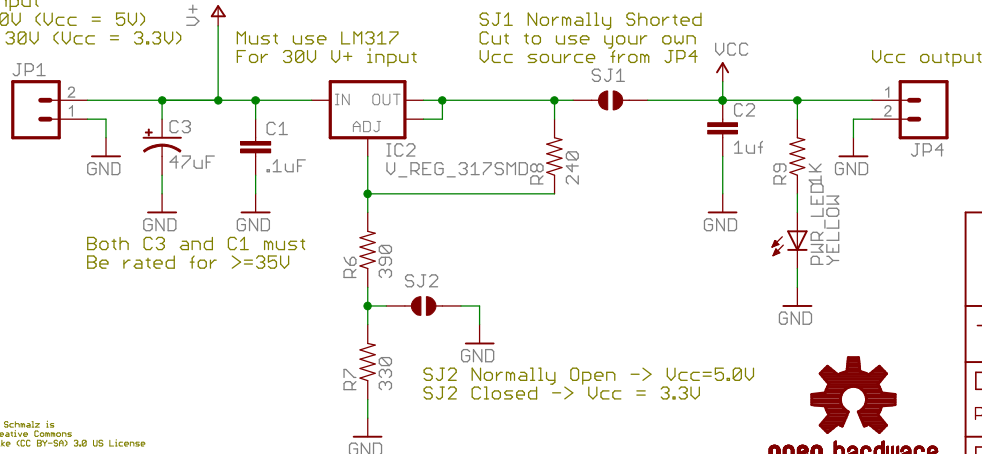 0V (Vcc = 5V)
30V (Vcc = 3.3V)
V+
Must use LM317
For 30V V+ input
SJ1 Normally Shorted
Cut to use your own
Vcc source from JP4
VCC
Vcc output
JP1
2
1
GND
C3
47uF
GND
C1
.1uF
GND
Both C3 and C1 must
Be rated for >=35V
IN OUT
ADJ
IC2
V_REG_317SMD
R8
240
SJ1
C2
1uf
GND
R9
1K
PWR_LED
YELLOW
GND
1
2
GND
JP4
R6
390
SJ2
GND
R7
330
GND
SJ2 Normally Open -> Vcc=5.0V
SJ2 Closed -> Vcc = 3.3V
Schmalz is
eative Commons
ke (CC BY-SA) 3.0 US License
open hardware